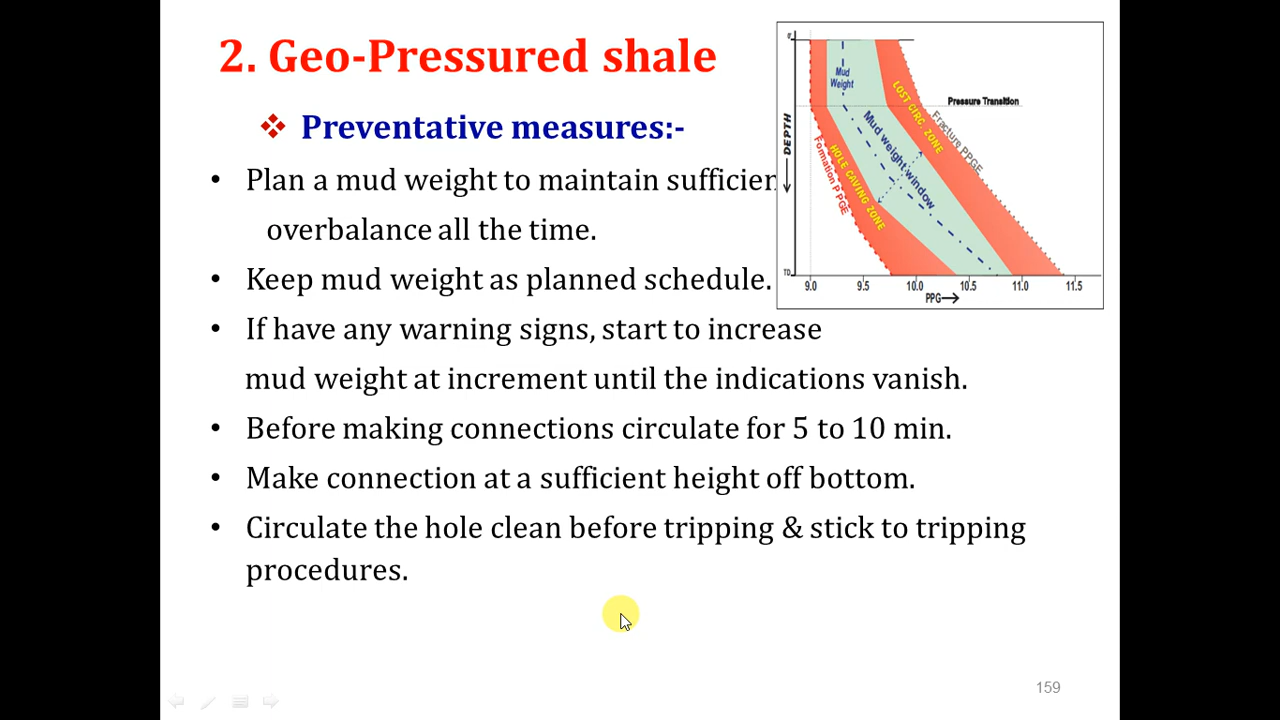 2. Geo-Pressured shale
❖ Preventative measures:-
• Plan a mud weight to maintain sufficien
overbalance all the time.
• Keep mud weight as planned schedule.
• If have any warning signs, start to increase
mud weight at increment until the indications vanish.
• Before making connections circulate for 5 to 10 min.
• Make connection at a sufficient height off bottom.
• Circulate the hole clean before tripping & stick to tripping
procedures.
Mud
Weight
LOST CIRC. ZONE
Pressure Transition
Fracture PPGE
Mud weight window
HOLE CAVING ZONE
Formation P PGE
DEPTH
TD
9.0 9.5 10.0 10.5 11.0 11.5
PPG
159